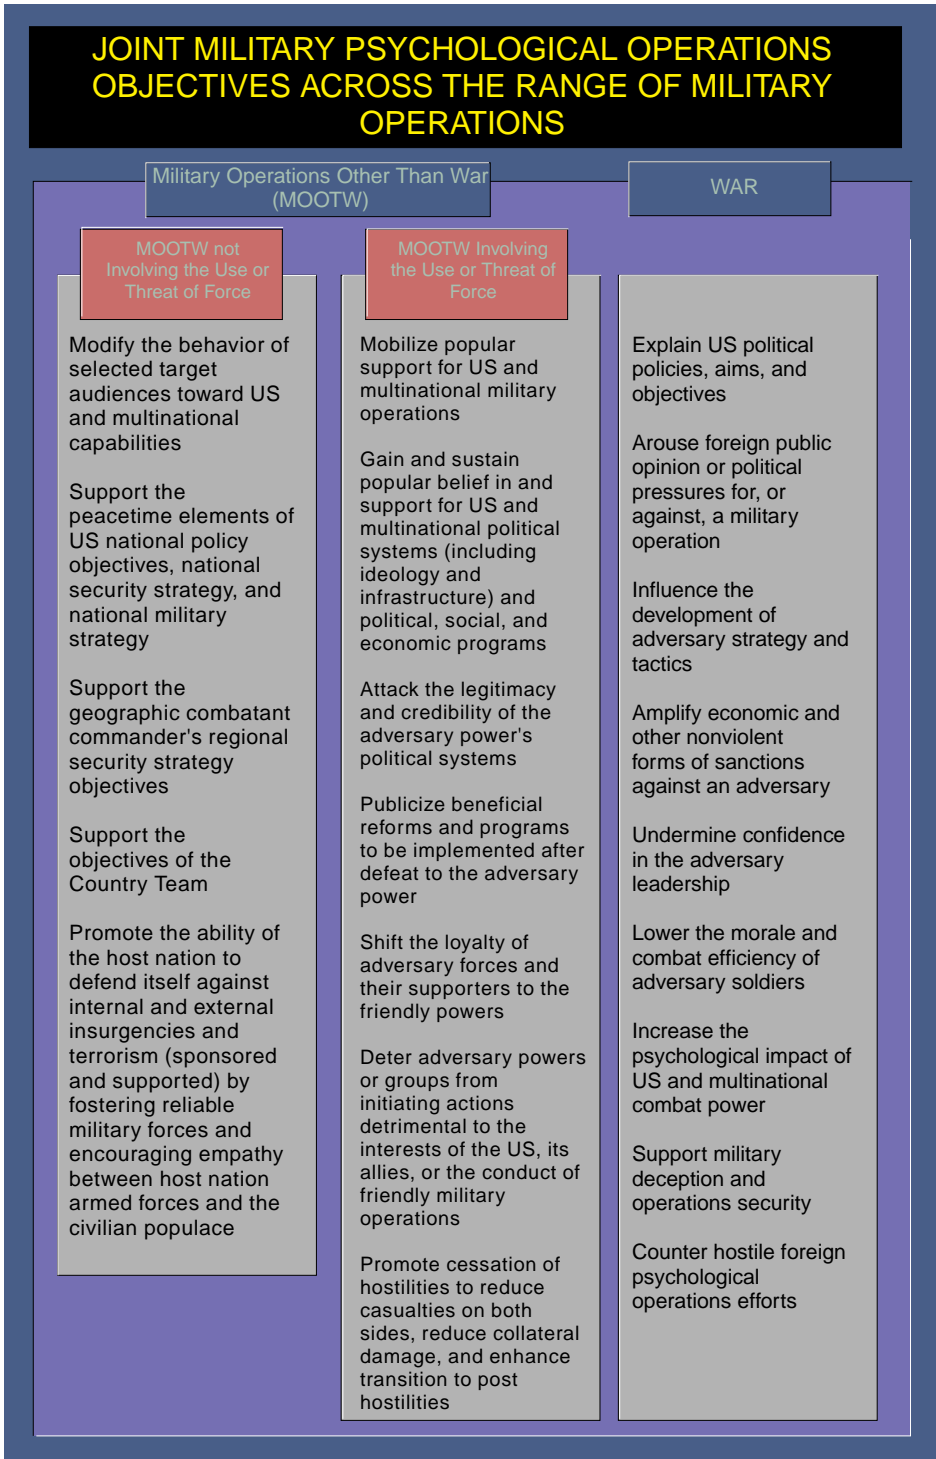 JOINT MILITARY PSYCHOLOGICAL OPERATIONS
OBJECTIVES ACROSS THE RANGE OF MILITARY
OPERATIONS
Military Operations Other Than War
(MOOTW)
WAR
MOOTW not
Involving the Use or
Threat of Force
Modify the behavior of
selected target
audiences toward US
and multinational
capabilities
Support the
peacetime elements of
US national policy
objectives, national
security strategy, and
national military
strategy
Support the
geographic combatant
commander's regional
security strategy
objectives
Support the
objectives of the
Country Team
Promote the ability of
the host nation to
defend itself against
internal and external
insurgencies and
terrorism (sponsored
and supported) by
fostering reliable
military forces and
encouraging empathy
between host nation
armed forces and the
civilian populace
MOOTW Involving
the Use or Threat of
Force
Mobilize popular
support for US and
multinational military
operations
Gain and sustain
popular belief in and
support for US and
multinational political
systems (including
ideology and
infrastructure) and
political, social, and
economic programs
Attack the legitimacy
and credibility of the
adversary power's
political systems
Publicize beneficial
reforms and programs
to be implemented after
defeat to the adversary
power
Shift the loyalty of
adversary forces and
their supporters to the
friendly powers
Deter adversary powers
or groups from
initiating actions
detrimental to the
interests of the US, its
allies, or the conduct of
friendly military
operations
Promote cessation of
hostilities to reduce
casualties on both
sides, reduce collateral
damage, and enhance
transition to post
hostilities
Explain US political
policies, aims, and
objectives
Arouse foreign public
opinion or political
pressures for, or
against, a military
operation
Influence the
development of
adversary strategy and
tactics
Amplify economic and
other nonviolent
forms of sanctions
against an adversary
Undermine confidence
in the adversary
leadership
Lower the morale and
combat efficiency of
adversary soldiers
Increase the
psychological impact of
US and multinational
combat power
Support military
deception and
operations security
Counter hostile foreign
psychological
operations efforts